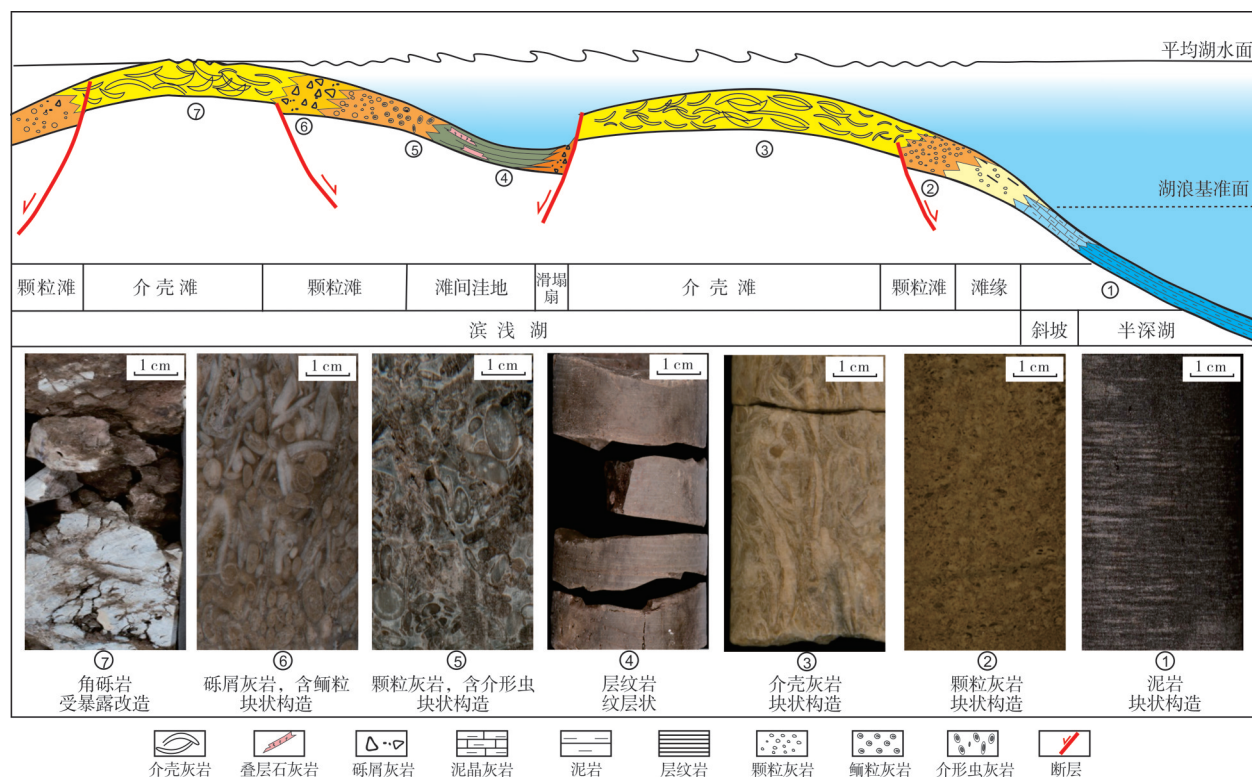 平均湖水面
⑦
⑥
⑤
④
③
②
湖浪基准面
颗粒滩
介壳滩
颗粒滩
滩间洼地
滑塌
扇
介壳滩
颗粒滩
滩缘
①
滨浅湖
斜坡
半深湖
1 cm
1 cm
1 cm
1 cm
1 cm
1 cm
1 cm
⑦
角砾岩
受暴露改造
⑥
砾屑灰岩，含鲕粒
块状构造
⑤
颗粒灰岩，含介形虫
块状构造
④
层纹岩
纹层状
③
介壳灰岩
块状构造
②
颗粒灰岩
块状构造
①
泥岩
块状构造
介壳灰岩
叠层石灰岩
砾屑灰岩
泥晶灰岩
泥岩
层纹岩
颗粒灰岩
鲕粒灰岩
介形虫灰岩
断层